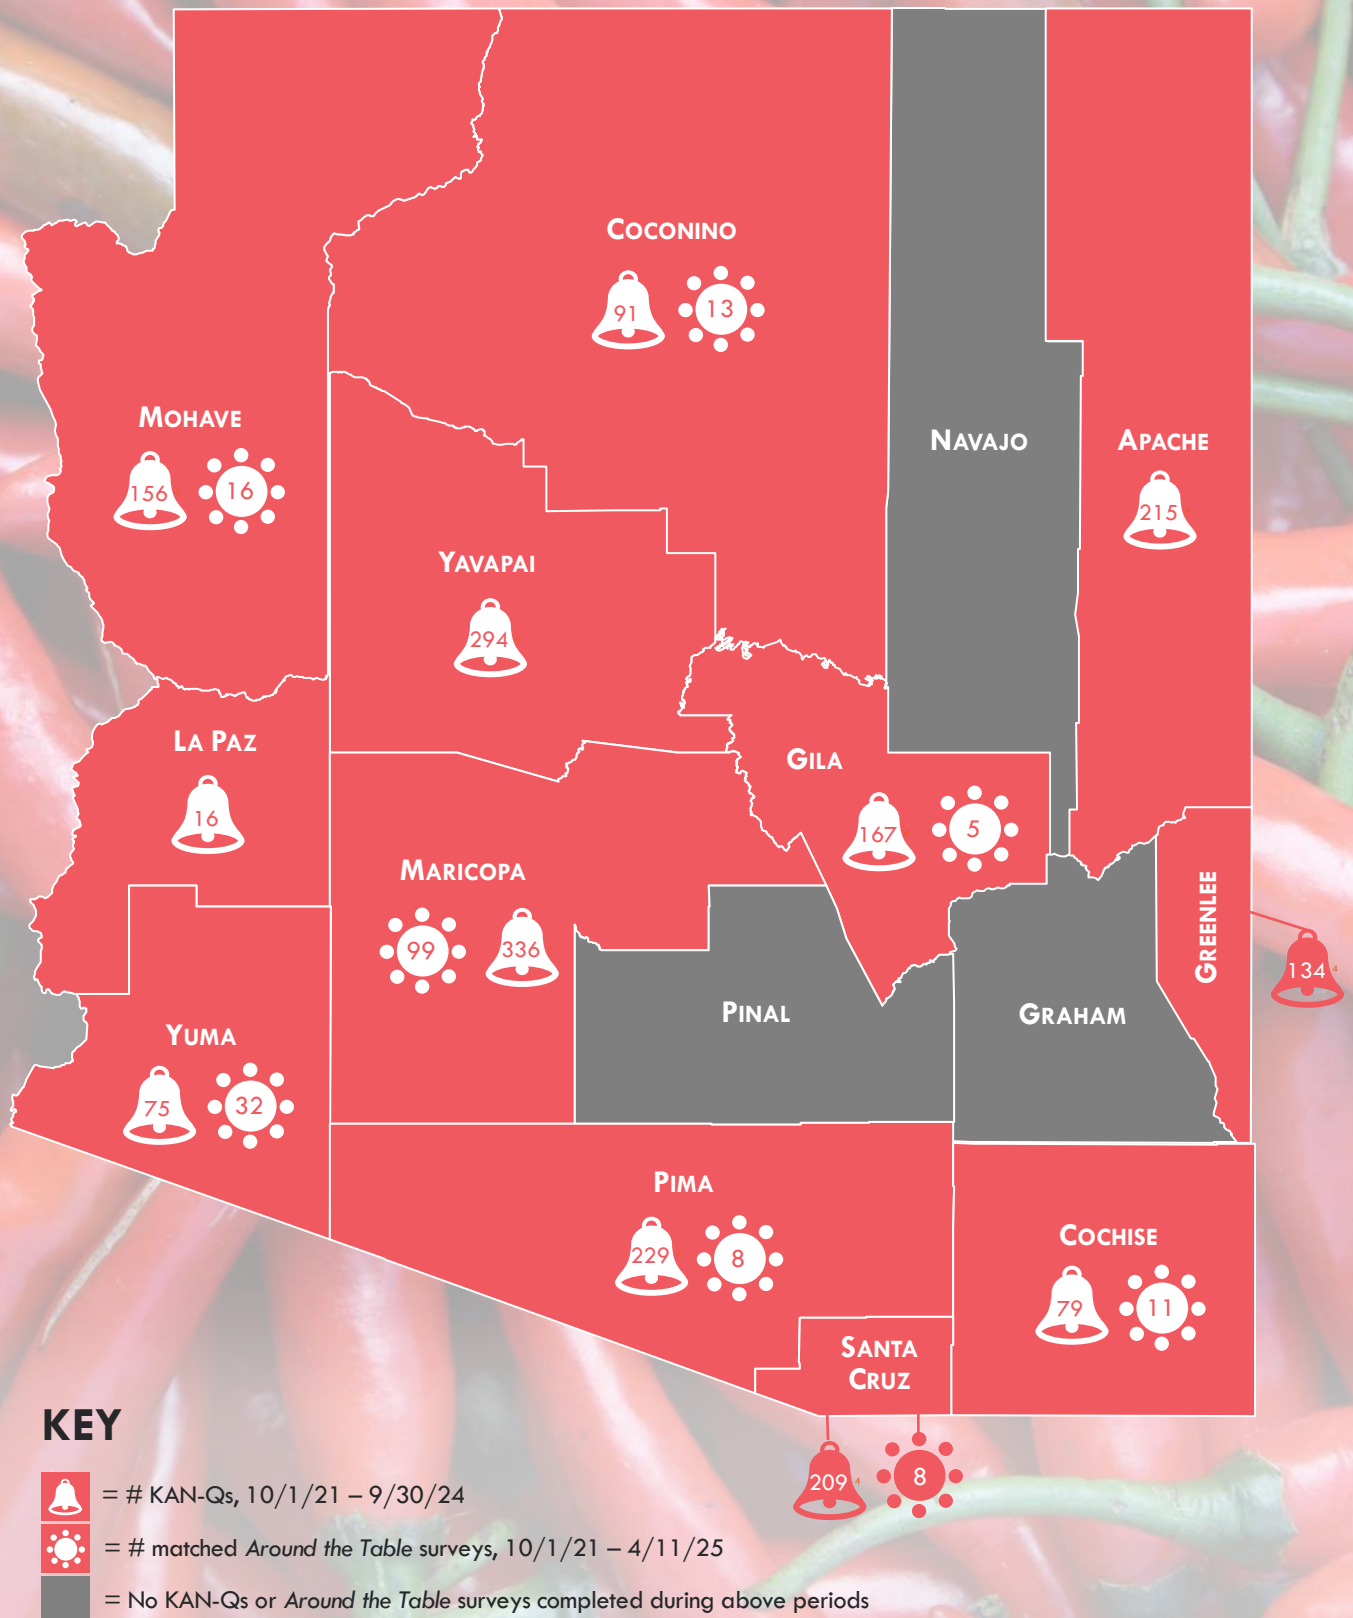 COCONINO
91
13
MOHAVE
156
16
NAVAJO
APACHE
215
YAVAPAI
294
LA PAZ
16
GILA
167
5
MARICOPA
99
336
GREENLEE
134 4
PINAL
GRAHAM
YUMA
75
32
PIMA
229
8
COCHISE
79
11
SANTA
CRUZ
209 4
8
KEY
= # KAN-Qs, 10/1/21 – 9/30/24
= # matched Around the Table surveys, 10/1/21 – 4/11/25
= No KAN-Qs or Around the Table surveys completed during above periods